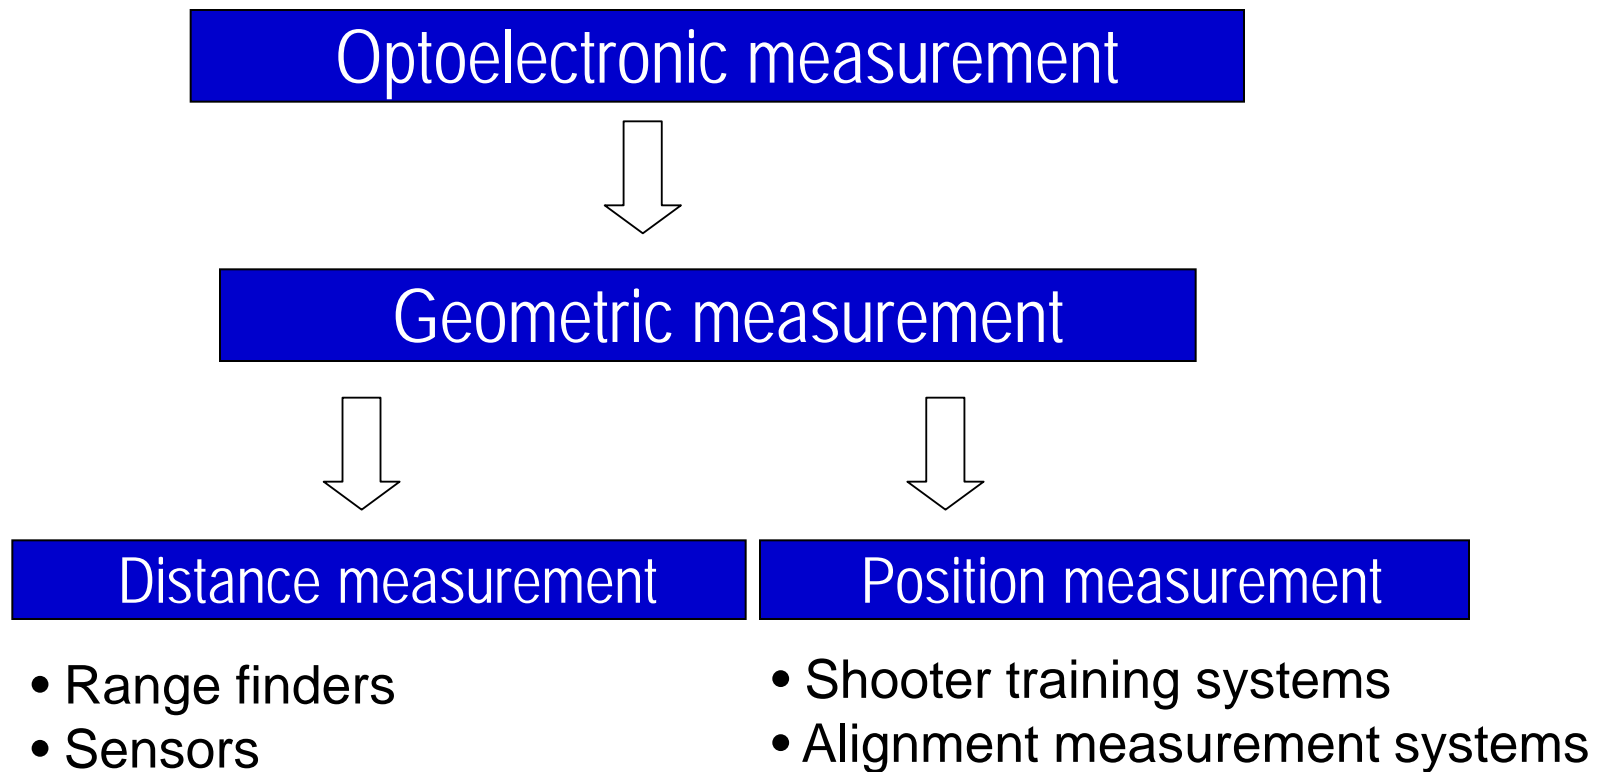 Optoelectronic measurement
Geometric measurement
Distance measurement
• Range finders
• Sensors
Position measurement
• Shooter training systems
• Alignment measurement systems